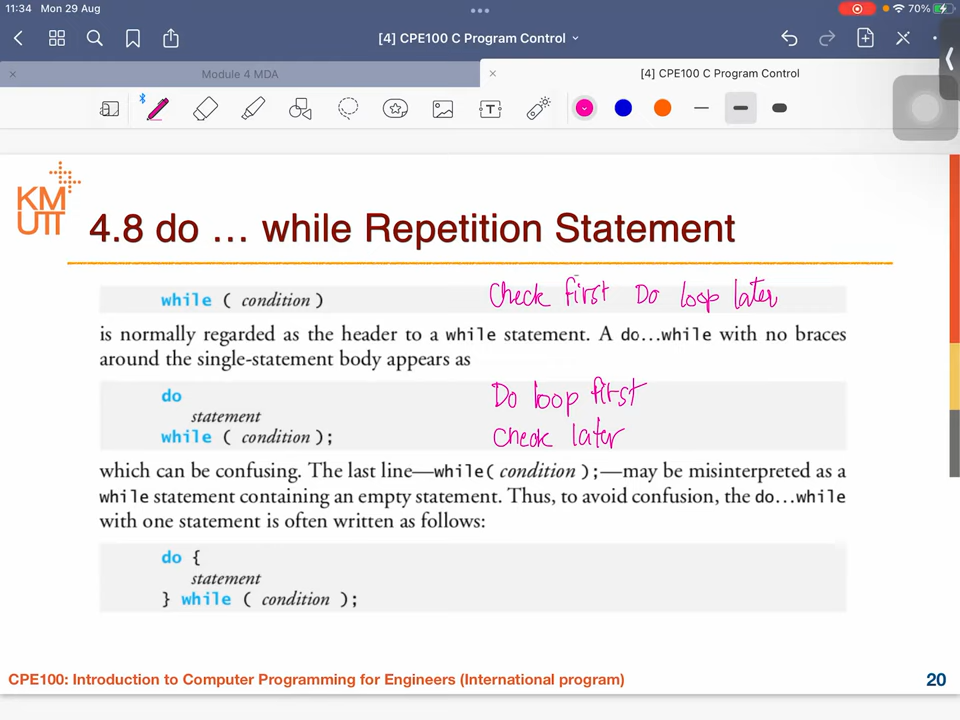 11:34 Mon 29 Aug
70%
[4] CPE100 C Program Control
Module 4 MDA
[4] CPE100 C Program Control
T
KM
UTT
4.8 do ... while Repetition Statement
while ( condition ) Check first Do loop later
is normally regarded as the header to a while statement. A do...while with no braces
around the single-statement body appears as
do Do loop first
statement
while ( condition ); Check later
which can be confusing. The last line—while( condition );—may be misinterpreted as a
while statement containing an empty statement. Thus, to avoid confusion, the do...while
with one statement is often written as follows:
do {
statement
} while ( condition );
CPE100: Introduction to Computer Programming for Engineers (International program)
20